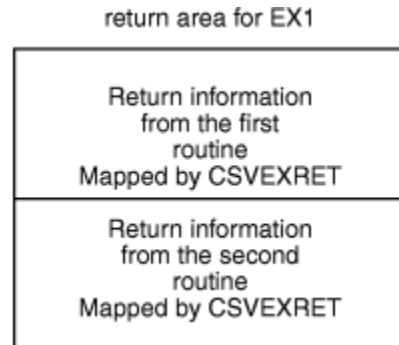 return area for EX1
Return information
from the first
routine
Mapped by CSVEXRET
Return information
from the second
routine
Mapped by CSVEXRET